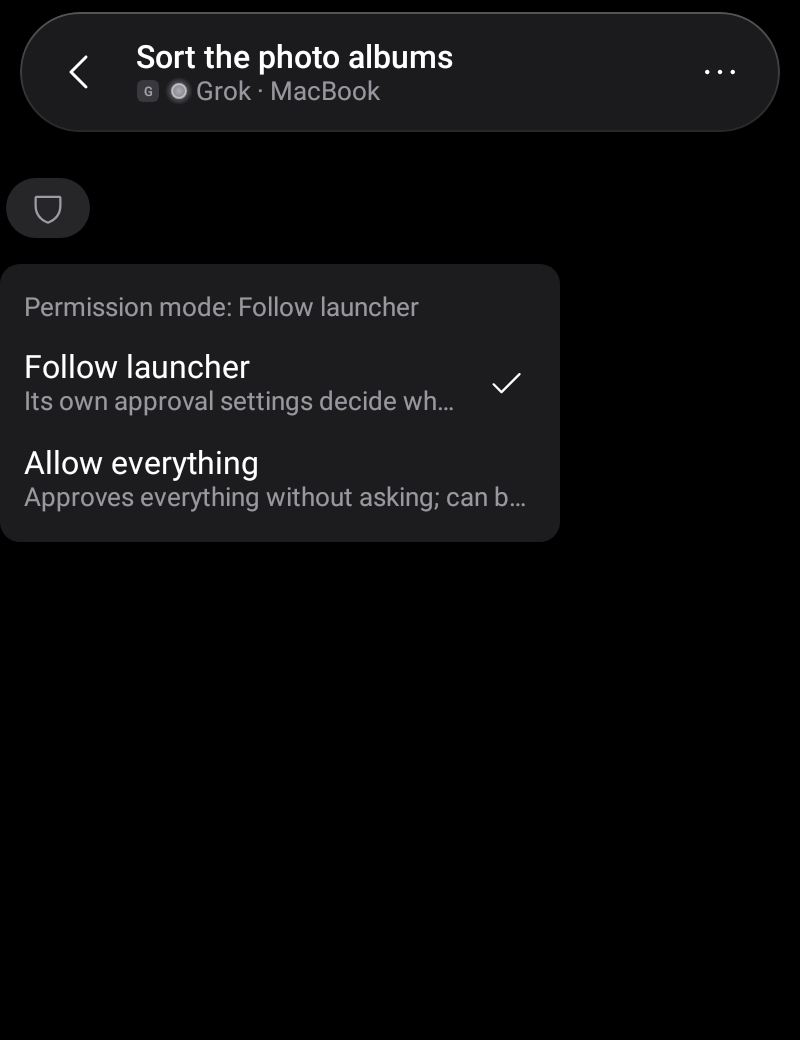 Sort the photo albums
G Grok · MacBook
Permission mode: Follow launcher
Follow launcher
Its own approval settings decide wh…
Allow everything
Approves everything without asking; can b…